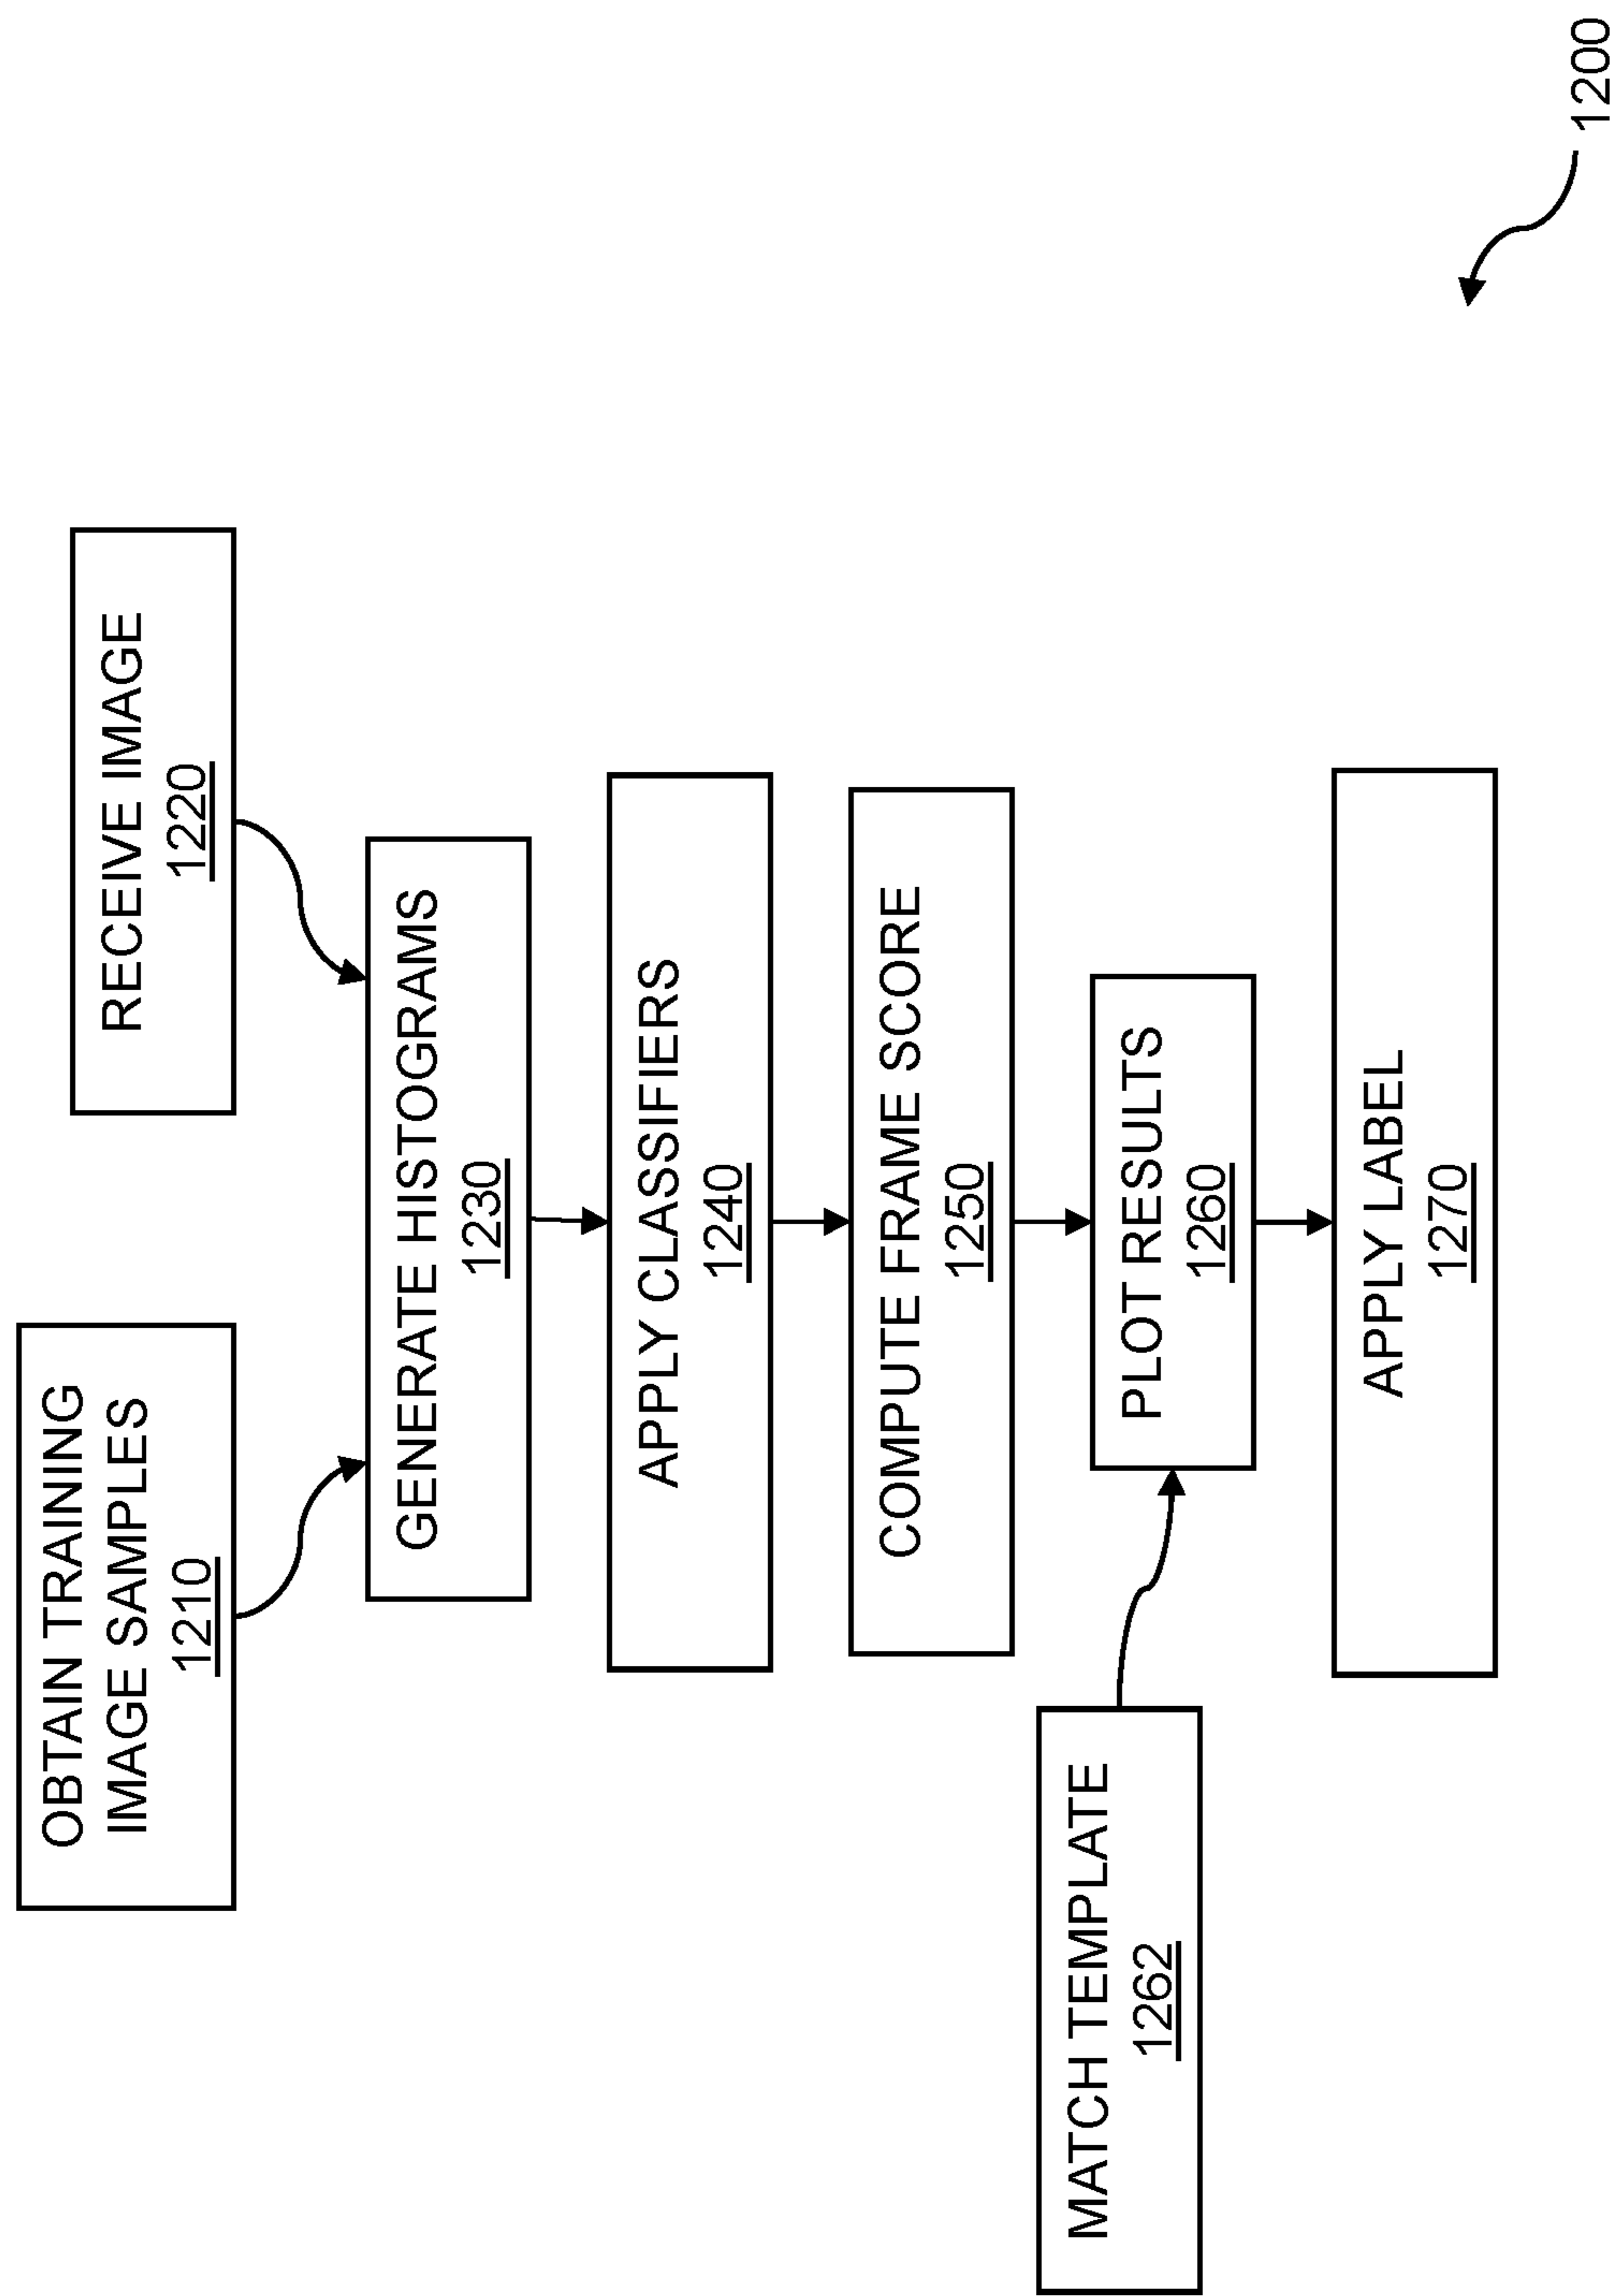 OBTAIN TRAINING
IMAGE SAMPLES
1210
RECEIVE IMAGE
1220
GENERATE HISTOGRAMS
1230
APPLY CLASSIFIERS
1240
COMPUTE FRAME SCORE
1250
MATCH TEMPLATE
1262
PLOT RESULTS
1260
APPLY LABEL
1270
1200